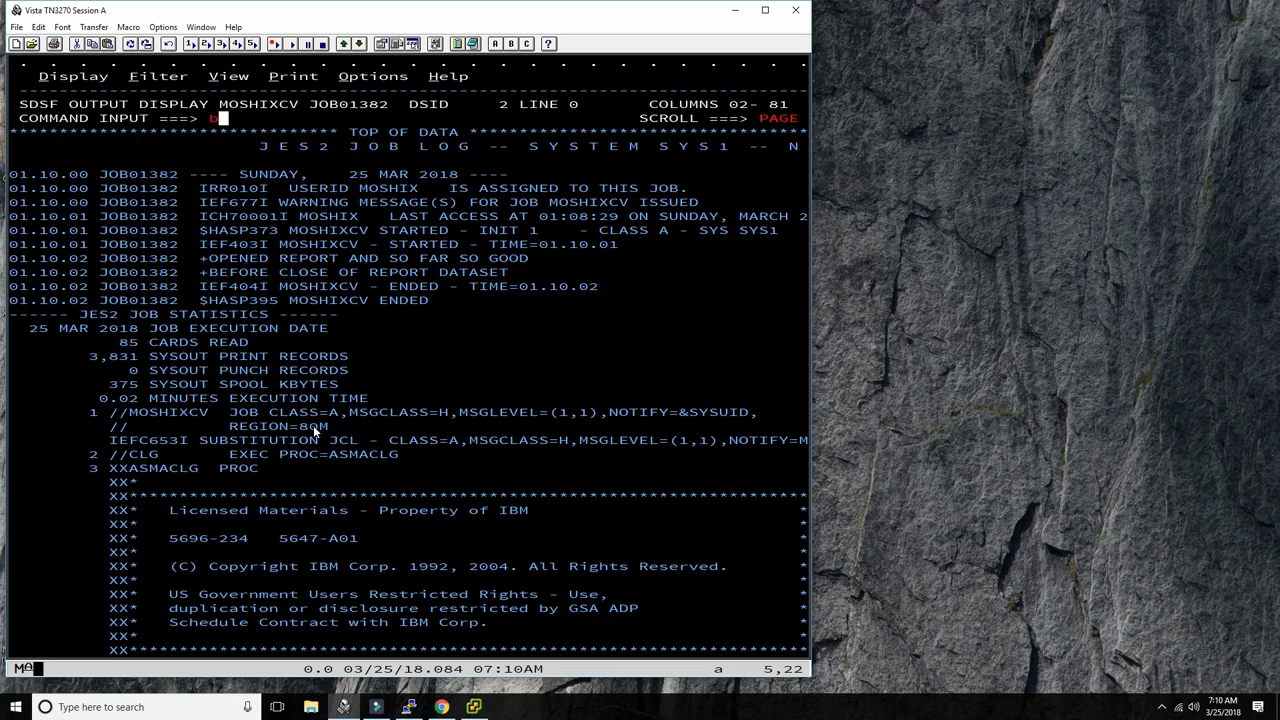 Vista TN3270 Session A
File Edit Font Transfer Macro Options Window Help
Display Filter View Print Options Help
SDSF OUTPUT DISPLAY MOSHIXCV JOB01382 DSID 2 LINE 0 COLUMNS 02- 81
COMMAND INPUT ===> b SCROLL ===> PAGE
********************************* TOP OF DATA **********************************
J E S 2 J O B L O G -- S Y S T E M S Y S 1 -- N
01.10.00 JOB01382 ---- SUNDAY, 25 MAR 2018 ----
01.10.00 JOB01382 IRR010I USERID MOSHIX IS ASSIGNED TO THIS JOB.
01.10.00 JOB01382 IEF677I WARNING MESSAGE(S) FOR JOB MOSHIXCV ISSUED
01.10.01 JOB01382 ICH70001I MOSHIX LAST ACCESS AT 01:08:29 ON SUNDAY, MARCH 2
01.10.01 JOB01382 $HASP373 MOSHIXCV STARTED - INIT 1 - CLASS A - SYS SYS1
01.10.01 JOB01382 IEF403I MOSHIXCV - STARTED - TIME=01.10.01
01.10.02 JOB01382 +OPENED REPORT AND SO FAR SO GOOD
01.10.02 JOB01382 +BEFORE CLOSE OF REPORT DATASET
01.10.02 JOB01382 IEF404I MOSHIXCV - ENDED - TIME=01.10.02
01.10.02 JOB01382 $HASP395 MOSHIXCV ENDED
------ JES2 JOB STATISTICS ------
25 MAR 2018 JOB EXECUTION DATE
85 CARDS READ
3,831 SYSOUT PRINT RECORDS
0 SYSOUT PUNCH RECORDS
375 SYSOUT SPOOL KBYTES
0.02 MINUTES EXECUTION TIME
1 //MOSHIXCV JOB CLASS=A,MSGCLASS=H,MSGLEVEL=(1,1),NOTIFY=&SYSUID,
// REGION=80M
IEFC653I SUBSTITUTION JCL - CLASS=A,MSGCLASS=H,MSGLEVEL=(1,1),NOTIFY=M
2 //CLG EXEC PROC=ASMACLG
3 XXASMACLG PROC
XX*
XX********************************************************************
XX* Licensed Materials - Property of IBM *
XX* *
XX* 5696-234 5647-A01 *
XX* *
XX* (C) Copyright IBM Corp. 1992, 2004. All Rights Reserved. *
XX* *
XX* US Government Users Restricted Rights - Use, *
XX* duplication or disclosure restricted by GSA ADP *
XX* Schedule Contract with IBM Corp. *
XX* *
XX********************************************************************
MA 0.0 03/25/18.084 07:10AM a 5,22
Type here to search
7:10 AM
3/25/2018